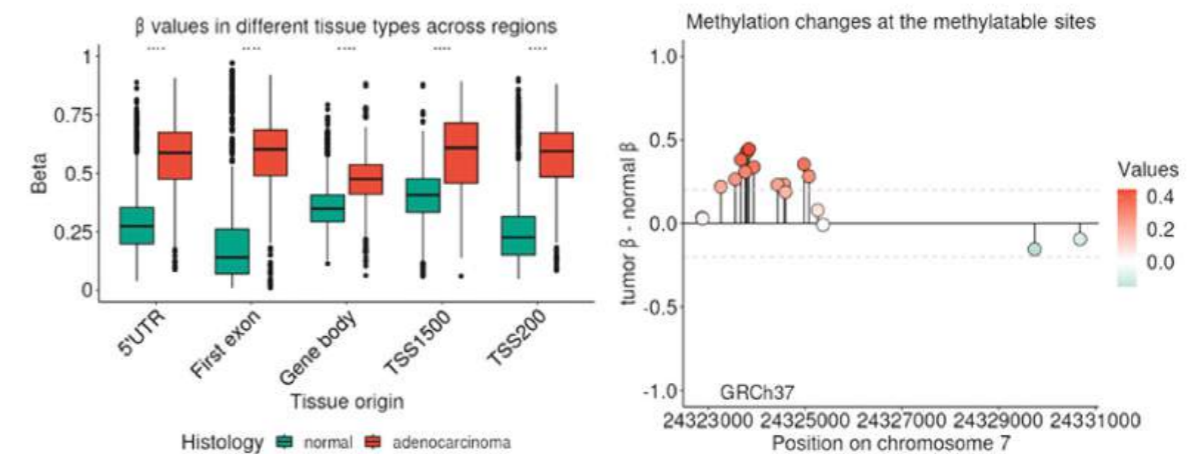 β values in different tissue types across regions
Beta
1
0.75
0.5
0.25
0
5'UTR
First exon
Gene body
TSS1500
TSS200
Tissue origin
Histology normal adenocarcinoma
Methylation changes at the methylatable sites
tumor β - normal β
1.0
0.5
0.0
-0.5
-1.0
GRCh37
24323000 24325000 24327000 24329000 24331000
Position on chromosome 7
Values
0.4
0.2
0.0